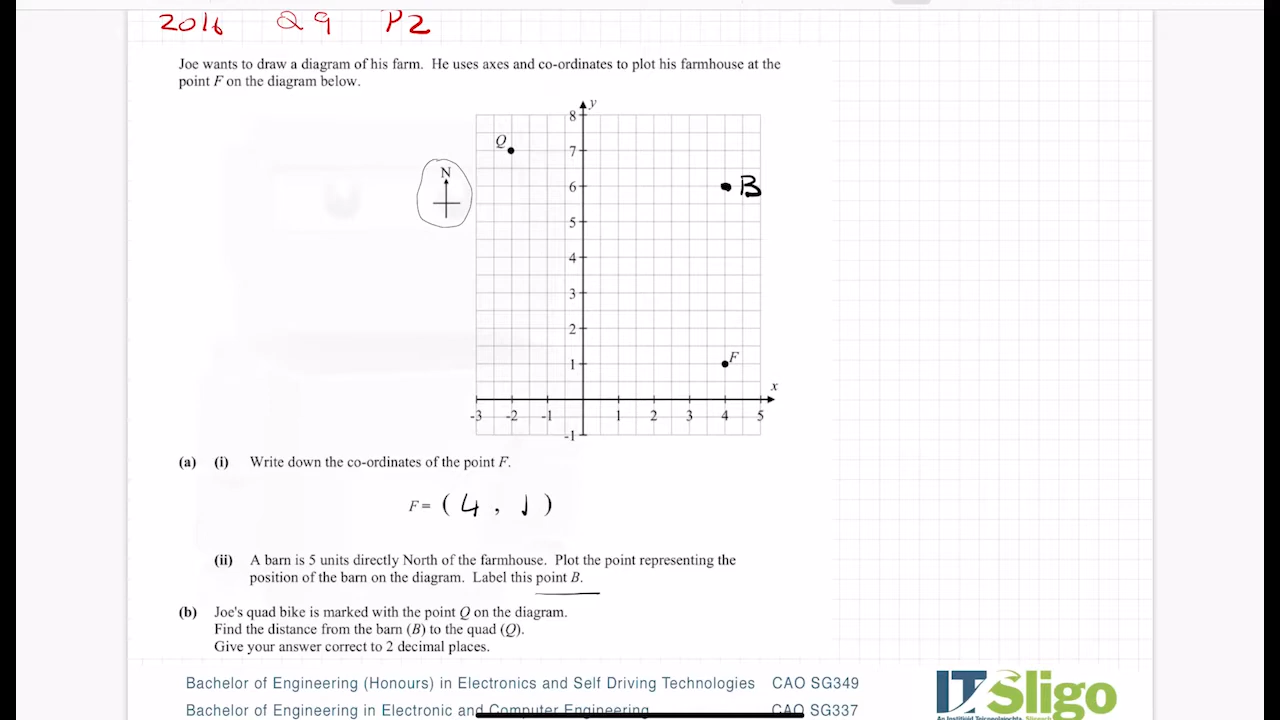 2016 Q9 P2
Joe wants to draw a diagram of his farm. He uses axes and co-ordinates to plot his farmhouse at the
point F on the diagram below.
y
8
Q
7
N
6
B
5
4
3
2
F
1
x
-3 -2 -1 1 2 3 4 5
-1
(a) (i) Write down the co-ordinates of the point F.
F = (4, 1)
(ii) A barn is 5 units directly North of the farmhouse. Plot the point representing the
position of the barn on the diagram. Label this point B.
(b) Joe's quad bike is marked with the point Q on the diagram.
Find the distance from the barn (B) to the quad (Q).
Give your answer correct to 2 decimal places.
Bachelor of Engineering (Honours) in Electronics and Self Driving Technologies CAO SG349
Bachelor of Engineering in Electronic and Computer Engineering CAO SG337
IT Sligo
An Institiúid Teicneolaíochta, Sligeach